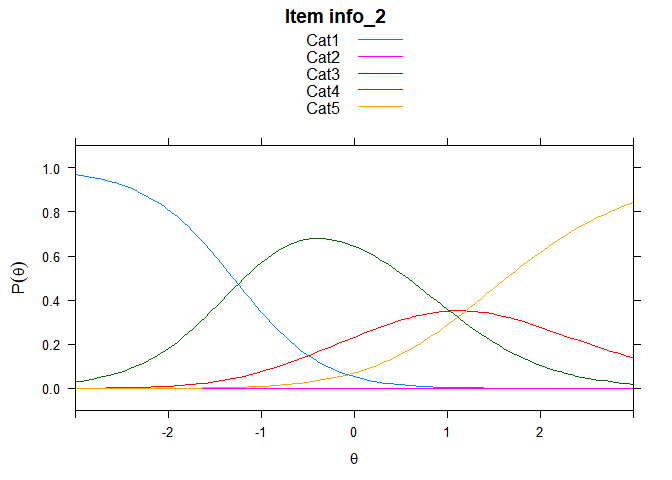 Item info_2
Cat1
Cat2
Cat3
Cat4
Cat5
P(θ)
1.0
0.8
0.6
0.4
0.2
0.0
-2 -1 0 1 2
θ